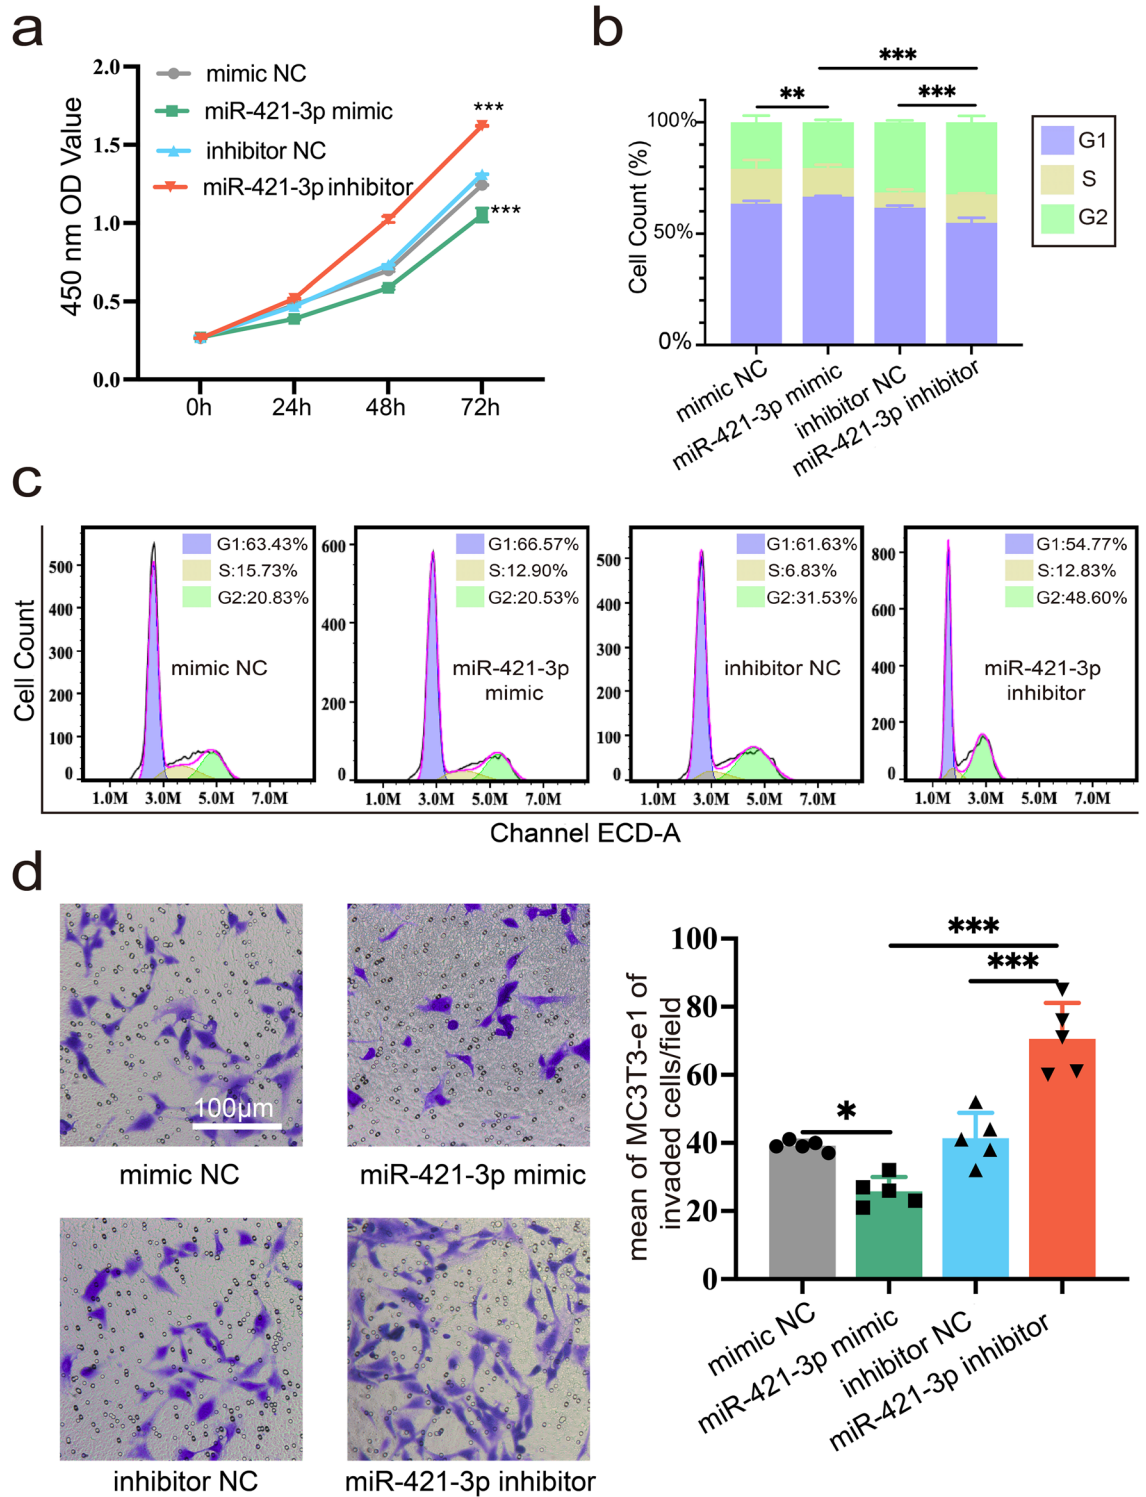 a
2.0
1.5
1.0
0.5
0.0
450 nm OD Value
mimic NC
miR-421-3p mimic
inhibitor NC
miR-421-3p inhibitor
***
***
0h
24h
48h
72h
b
***
**
***
100%
50%
0%
Cell Count (%)
G1
S
G2
mimic NC
miR-421-3p mimic
inhibitor NC
miR-421-3p inhibitor
c
Cell Count
500
400
300
200
100
0
G1:63.43%
S:15.73%
G2:20.83%
mimic NC
1.0M 3.0M 5.0M 7.0M
600
400
200
0
G1:66.57%
S:12.90%
G2:20.53%
miR-421-3p
mimic
1.0M 3.0M 5.0M 7.0M
500
400
300
200
100
0
G1:61.63%
S:6.83%
G2:31.53%
inhibitor NC
1.0M 3.0M 5.0M 7.0M
800
600
400
200
0
G1:54.77%
S:12.83%
G2:48.60%
miR-421-3p
inhibitor
1.0M 3.0M 5.0M 7.0M
Channel ECD-A
d
100μm
mimic NC
miR-421-3p mimic
inhibitor NC
miR-421-3p inhibitor
mean of MC3T3-e1 of
invaded cells/field
100
80
60
40
20
0
***
***
*
mimic NC
miR-421-3p mimic
inhibitor NC
miR-421-3p inhibitor